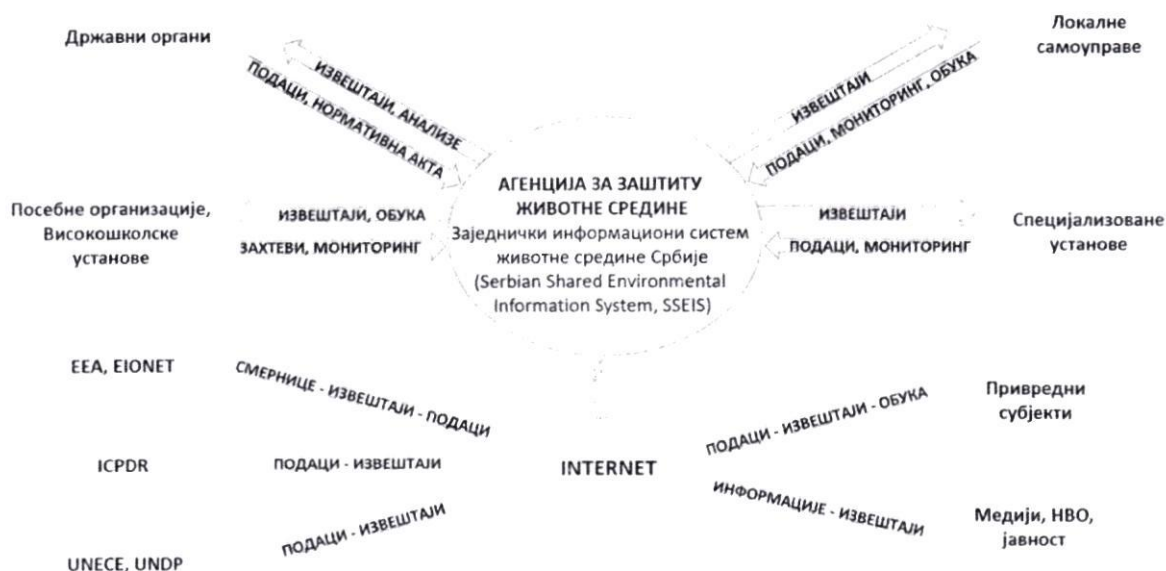 Државни органи
Локалне
самоуправе
ИЗВЕШТАЈИ, АНАЛИЗЕ
ПОДАЦИ, НОРМАТИВНА АКТА
ИЗВЕШТАЈИ
ПОДАЦИ, МОНИТОРИНГ, ОБУКА
АГЕНЦИЈА ЗА ЗАШТИТУ
ЖИВОТНЕ СРЕДИНЕ
Заједнички информациони систем
животне средине Србије
(Serbian Shared Environmental
Information System, SSEIS)
Посебне организације,
Високошколске
установе
ИЗВЕШТАЈИ, ОБУКА
ЗАХТЕВИ, МОНИТОРИНГ
ИЗВЕШТАЈИ
ПОДАЦИ, МОНИТОРИНГ
Специјализоване
установе
EEA, EIONET
СМЕРНИЦЕ - ИЗВЕШТАЈИ - ПОДАЦИ
ПОДАЦИ - ИЗВЕШТАЈИ - ОБУКА
Привредни
субјекти
ICPDR
ПОДАЦИ - ИЗВЕШТАЈИ
INTERNET
ИНФОРМАЦИЈЕ - ИЗВЕШТАЈИ
Медији, НВО,
јавност
ПОДАЦИ - ИЗВЕШТАЈИ
UNECE, UNDP